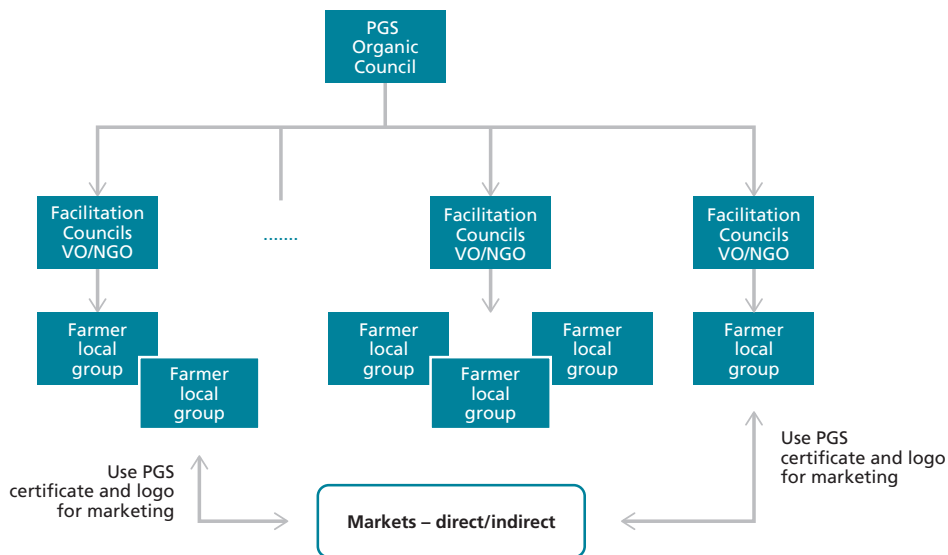 PGS
Organic
Council
Facilitation
Councils
VO/NGO
.......
Facilitation
Councils
VO/NGO
Facilitation
Councils
VO/NGO
Farmer
local
group
Farmer
local
group
Farmer
local
group
Farmer
local
group
Farmer
local
group
Farmer
local
group
Use PGS
certificate and logo
for marketing
Markets – direct/indirect
Use PGS
certificate and logo
for marketing